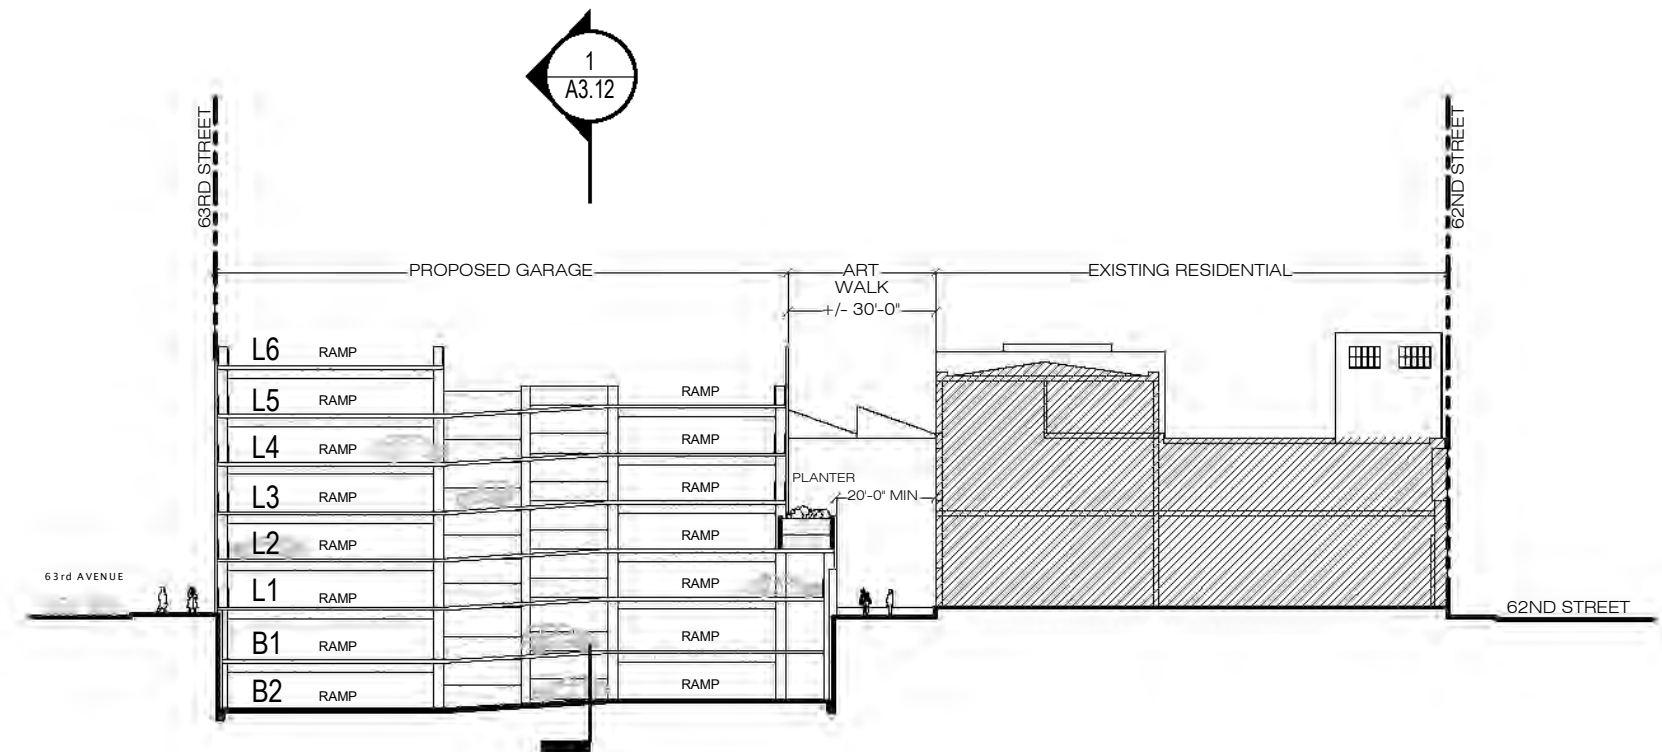 1
A3.12
63RD STREET
62ND STREET
PROPOSED GARAGE
ART
WALK
+/- 30'-0"
EXISTING RESIDENTIAL
L6 RAMP
L5 RAMP RAMP
L4 RAMP RAMP
PLANTER
L3 RAMP RAMP
20'-0" MIN
L2 RAMP RAMP
63rd AVENUE
L1 RAMP RAMP
62ND STREET
B1 RAMP RAMP
B2 RAMP RAMP